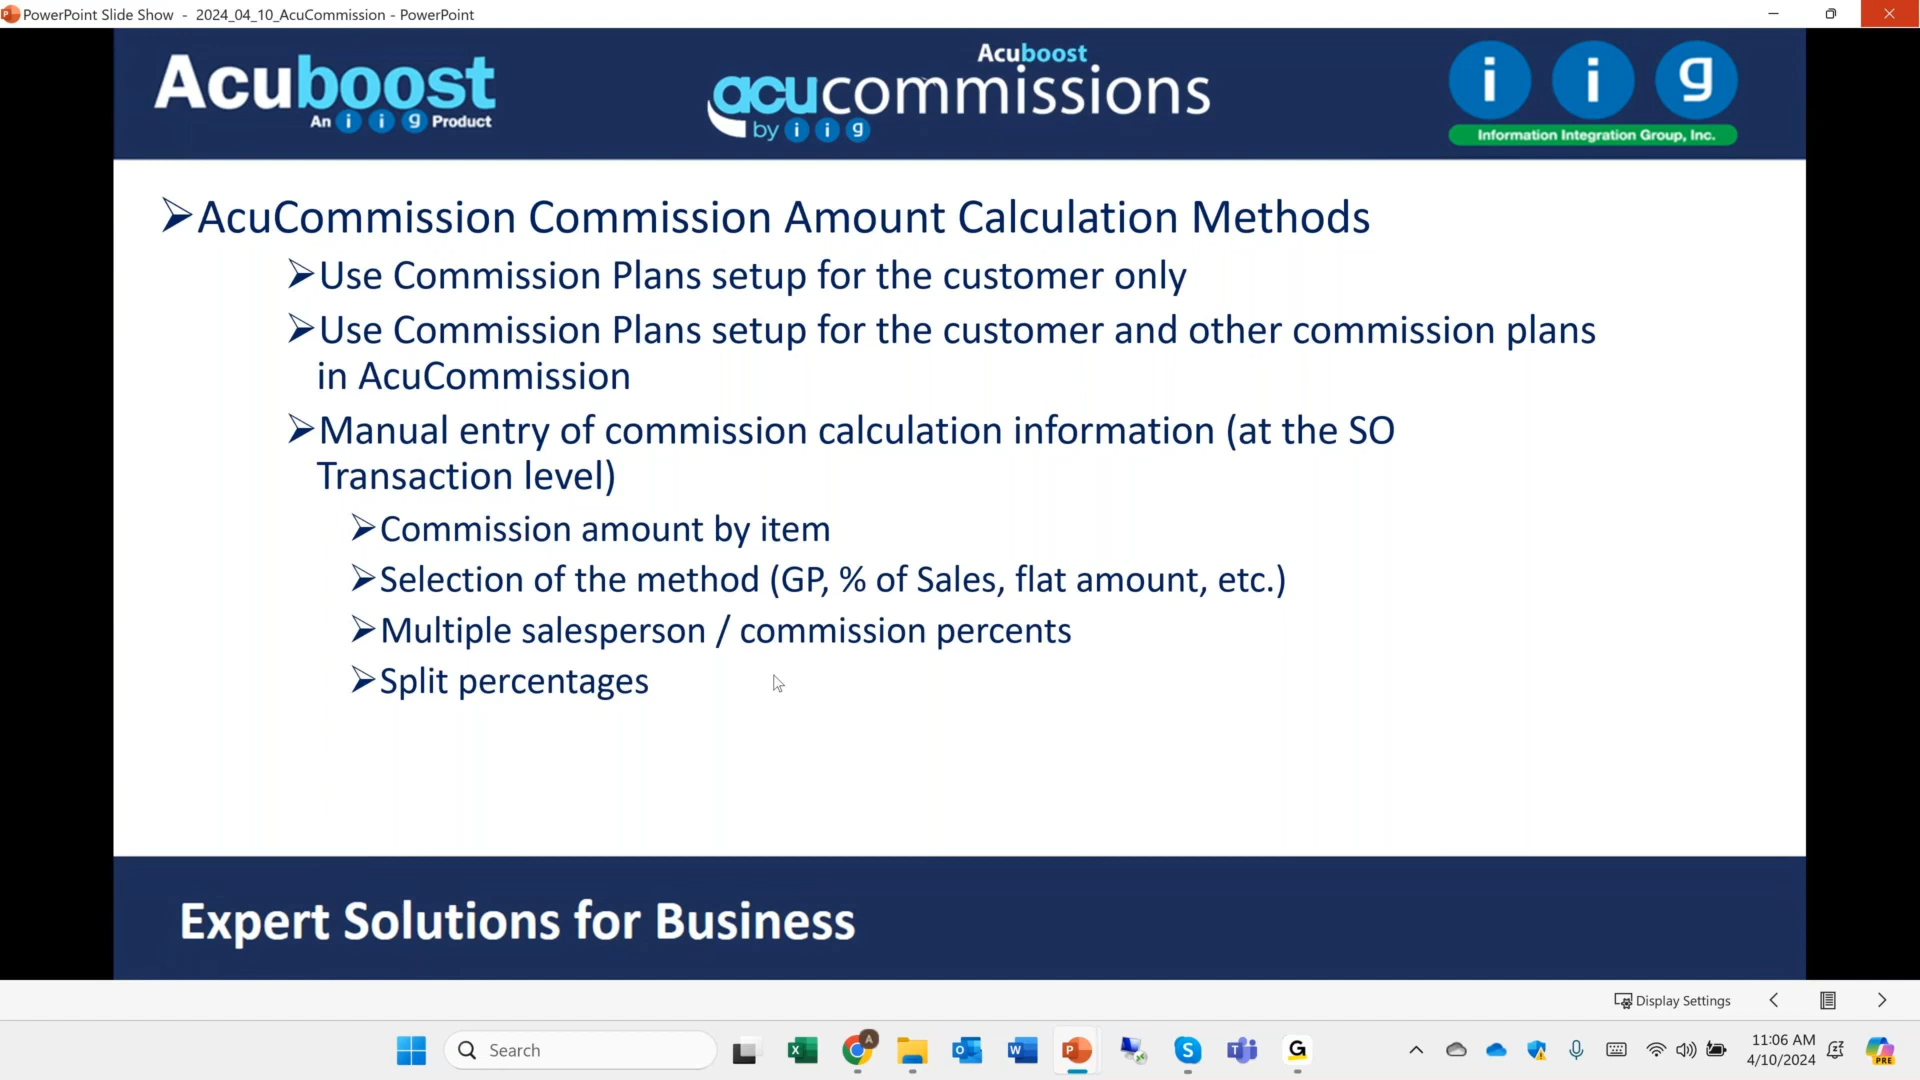 PowerPoint Slide Show - 2024_04_10_AcuCommission - PowerPoint
Acuboost
An i i g Product
Acuboost
acucommissions
by i i g
i i g
Information Integration Group, Inc.
AcuCommission Commission Amount Calculation Methods
Use Commission Plans setup for the customer only
Use Commission Plans setup for the customer and other commission plans
in AcuCommission
Manual entry of commission calculation information (at the SO
Transaction level)
Commission amount by item
Selection of the method (GP, % of Sales, flat amount, etc.)
Multiple salesperson / commission percents
Split percentages
Expert Solutions for Business
Display Settings
Search
11:06 AM
4/10/2024
PRE